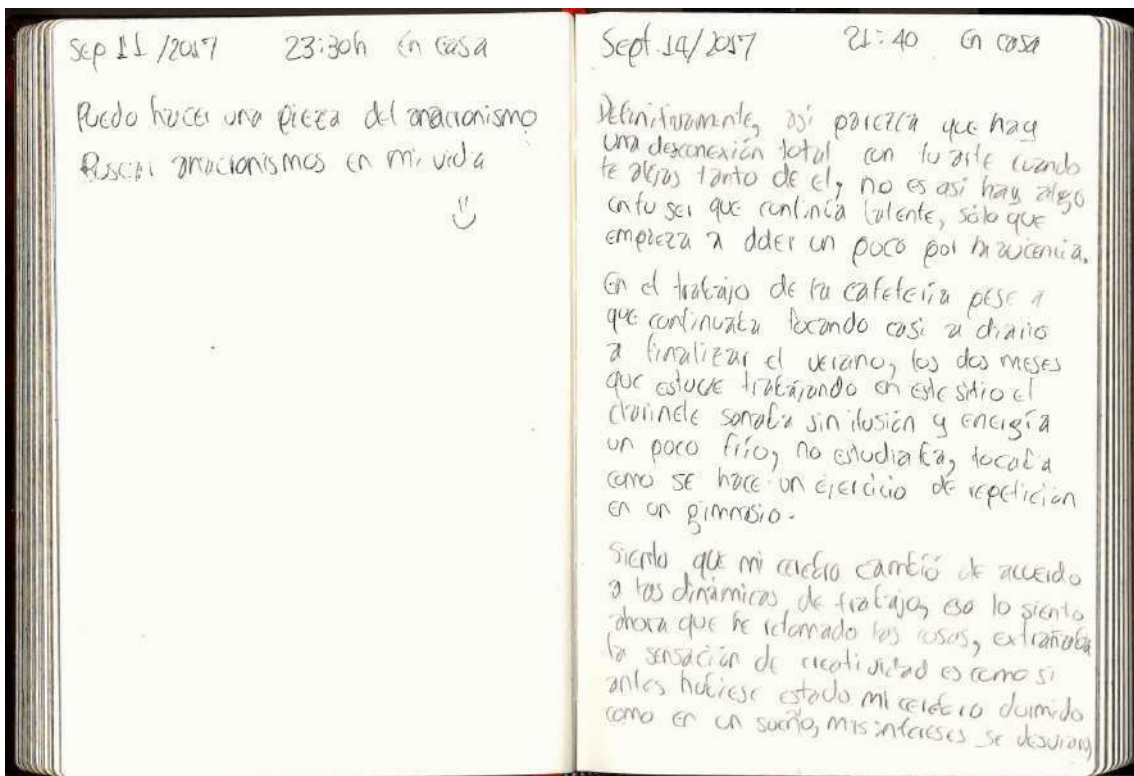 Sep 11 /2017 23:30h En casa
Puedo hacer una pieza del anacronismo
Buscar anacronismos en mi vida
Sept. 14/2017 21:40 En casa
Definitivamente, así parezca que hay
una desconexión total con tu arte cuando
te alejas tanto de el, no es así hay algo
en tu ser que continúa latente, sólo que
empieza a doler un poco por la ausencia.
En el trabajo de la cafetería pese a
que continuaba tocando casi a diario
a finalizar el verano, los dos meses
que estuve trabajando en este sitio el
clarinete sonaba sin ilusión y energía
un poco frío, no estudiaba, tocaba
como se hace un ejercicio de repetición
en un gimnasio.
Siento que mi cerebro cambió de acuerdo
a las dinámicas de trabajo, eso lo siento
ahora que he retomado las cosas, extrañaba
la sensación de creatividad es como si
antes hubiese estado mi cerebro dormido
como en un sueño, mis intereses se desviaron